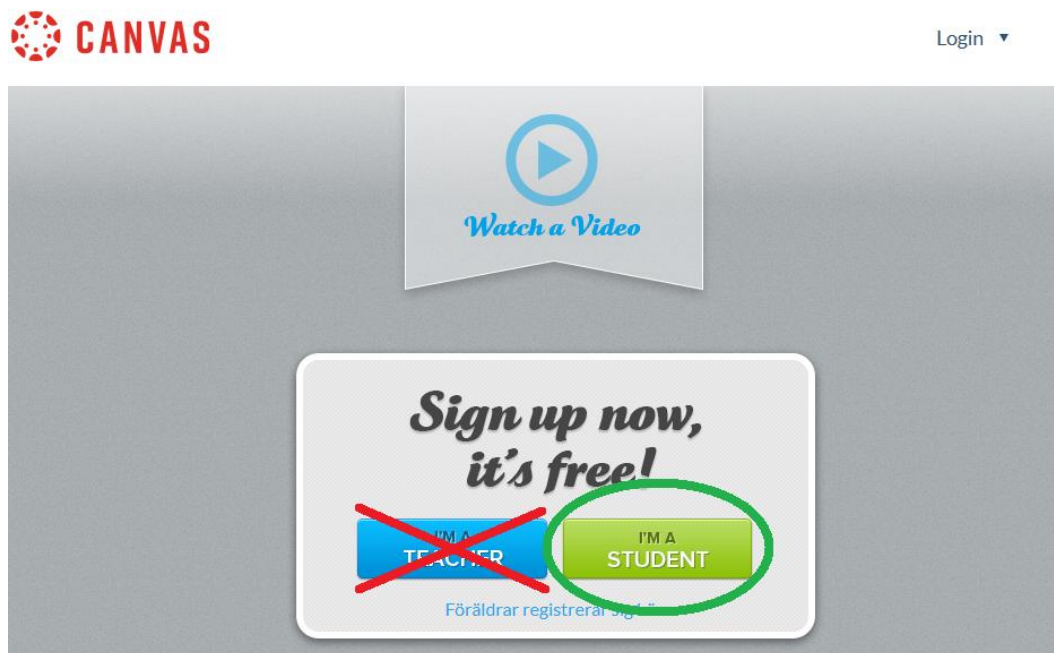 CANVAS
Login
Watch a Video
Sign up now,
it's free!
I'M A
TEACHER
I'M A
STUDENT
Föräldrar registrerar sig